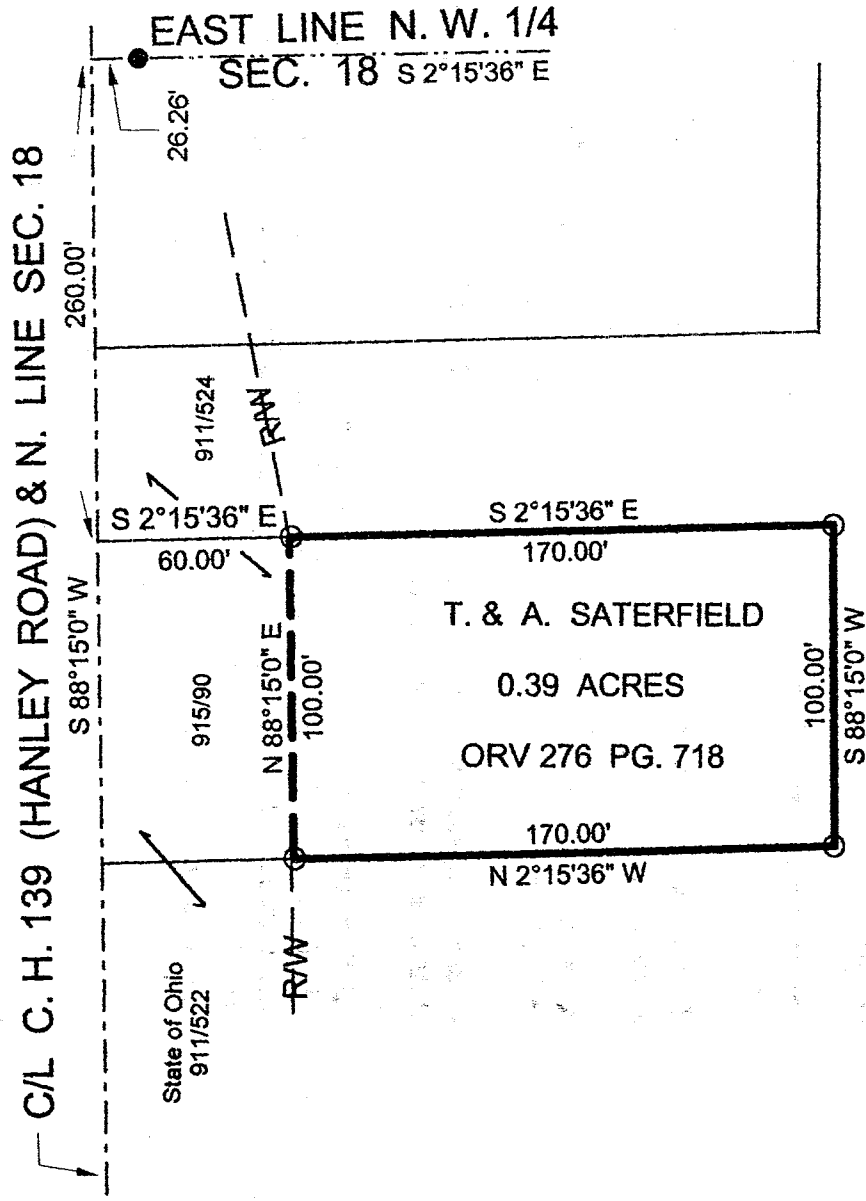 EAST LINE N. W. 1/4
SEC. 18 S 2°15'36" E
26.26'
260.00'
C/L C. H. 139 (HANLEY ROAD) & N. LINE SEC. 18
S 88°15'0" W
911/524
R/W
S 2°15'36" E
60.00'
S 2°15'36" E
170.00'
915/90
N 88°15'0" E
100.00'
T. & A. SATERFIELD
0.39 ACRES
ORV 276 PG. 718
100.00'
S 88°15'0" W
170.00'
N 2°15'36" W
State of Ohio
911/522
R/W